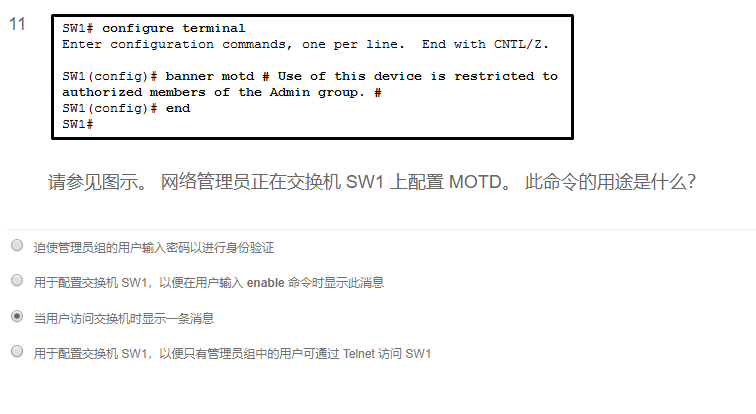 11
SW1# configure terminal
Enter configuration commands, one per line.  End with CNTL/Z.
SW1(config)# banner motd # Use of this device is restricted to
authorized members of the Admin group. #
SW1(config)# end
SW1#
请参见图示。 网络管理员正在交换机 SW1 上配置 MOTD。 此命令的用途是什么?
迫使管理员组的用户输入密码以进行身份验证
用于配置交换机 SW1，以便在用户输入 enable 命令时显示此消息
当用户访问交换机时显示一条消息
用于配置交换机 SW1，以便只有管理员组中的用户可通过 Telnet 访问 SW1